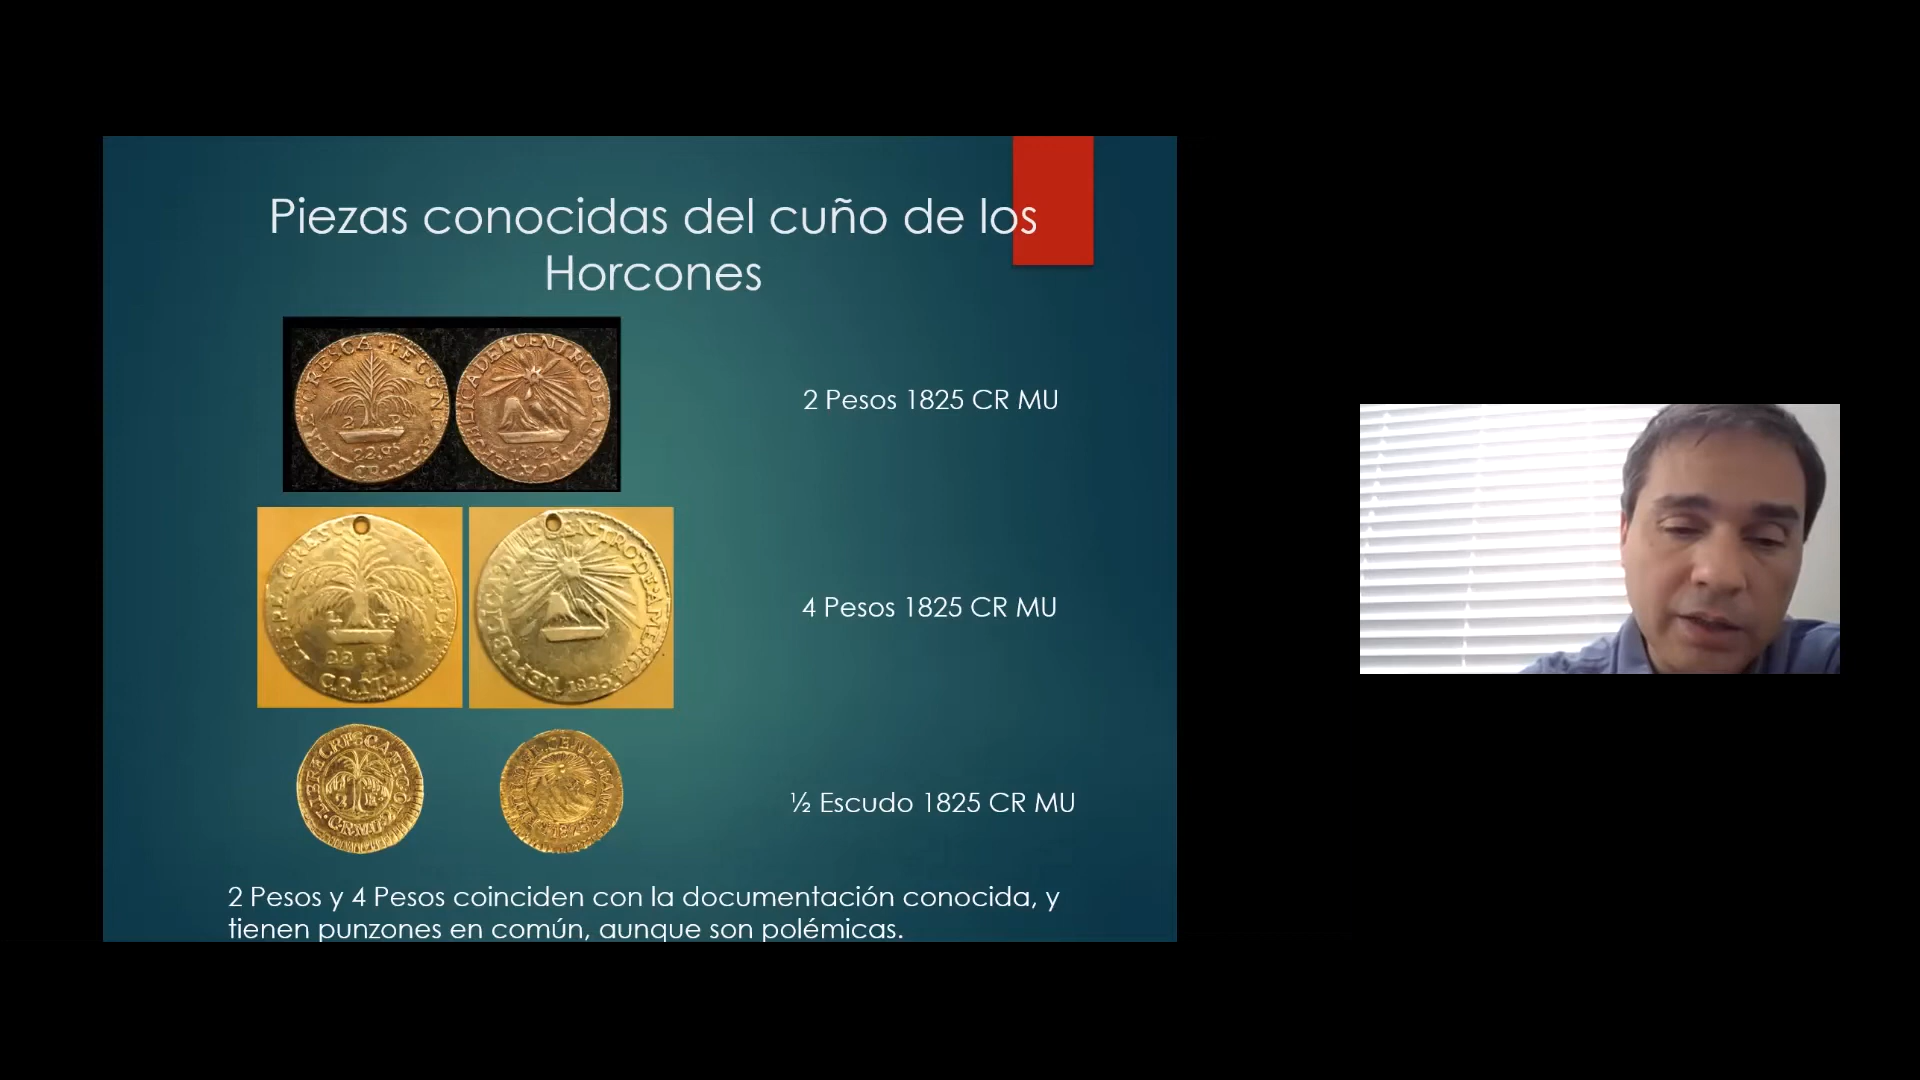 Piezas conocidas del cuño de los
Horcones
2 Pesos 1825 CR MU
4 Pesos 1825 CR MU
½ Escudo 1825 CR MU
2 Pesos y 4 Pesos coinciden con la documentación conocida, y
tienen punzones en común, aunque son polémicas.